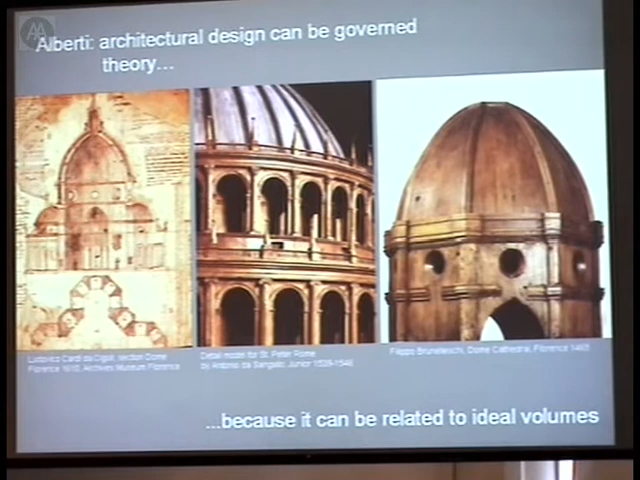 AA
Alberti: architectural design can be governed
theory...
Ludovico Cardi da Cigoli, section Dome
Florence 1610, Archives Museum Florence
Detail model for St. Peter Rome
by Antonio da Sangallo Junior 1539-1546
Filippo Brunelleschi, Dome Cathedral, Florence
...because it can be related to ideal volumes